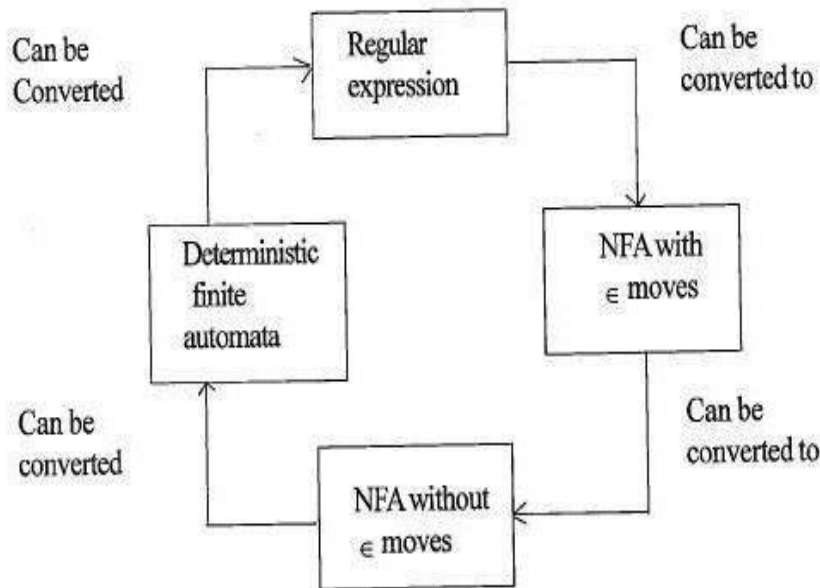 Can be
Converted
Regular
expression
Can be
converted to
Deterministic
finite
automata
NFA with
∈ moves
Can be
converted
Can be
converted to
NFA without
∈ moves